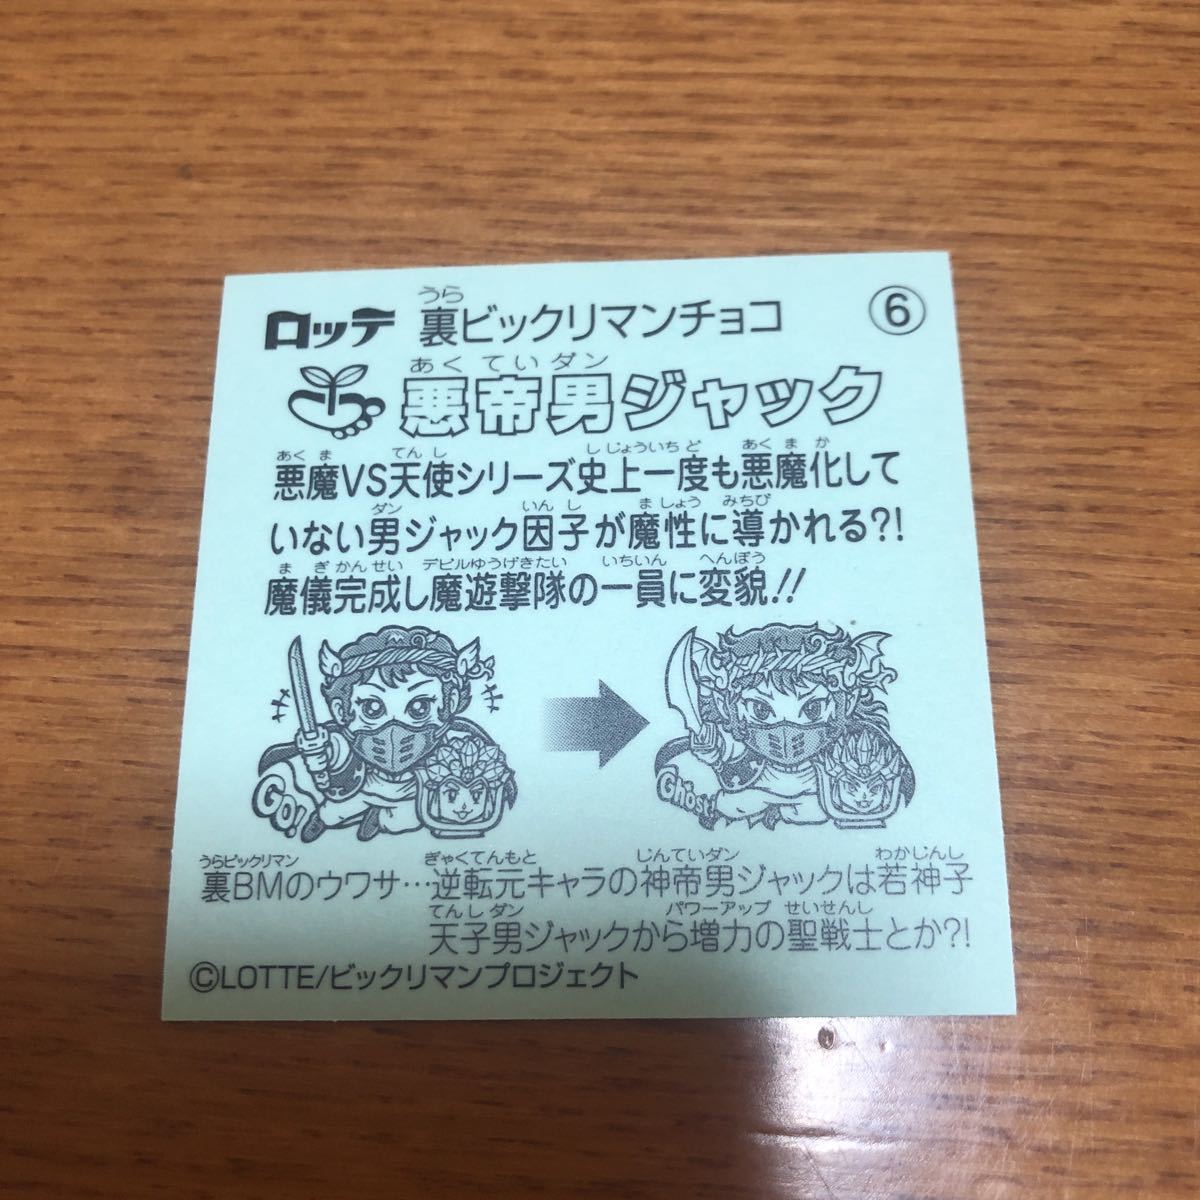 うら
ロッテ 裏ビックリマンチョコ ⑥
あくていダン
悪帝男ジャック
あくま てんし しじょういちど あくまか
悪魔VS天使シリーズ史上一度も悪魔化して
ダン いんし ましょう みちび
いない男ジャック因子が魔性に導かれる?!
まぎかんせい デビルゆうげきたい いちいん へんぼう
魔儀完成し魔遊撃隊の一員に変貌!!
GO! Ghost!
うらビックリマン ぎゃくてんもと じんていダン わかじんし
裏BMのウワサ…逆転元キャラの神帝男ジャックは若神子
てんしダン パワーアップ せいせんし
天子男ジャックから増力の聖戦士とか?!
©LOTTE/ビックリマンプロジェクト